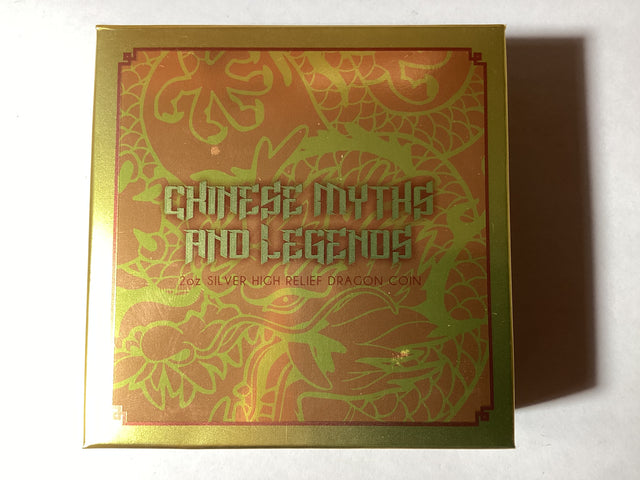 CHINESE MYTHS
AND LEGENDS
2oz SILVER HIGH RELIEF DRAGON COIN